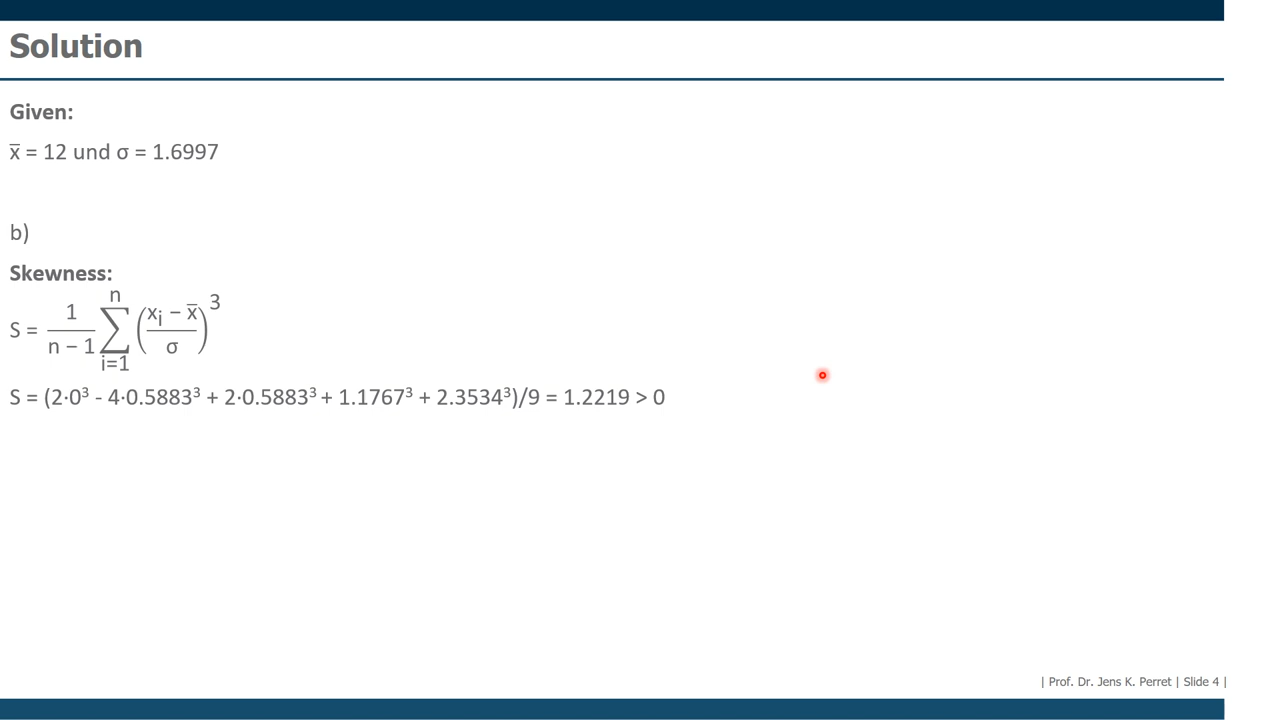 Solution
Given:
x̅ = 12 und σ = 1.6997
b)
Skewness:
S = 1/(n − 1) ∑_{i=1}^{n} ((x_i − x̅)/σ)^3
S = (2·0³ - 4·0.5883³ + 2·0.5883³ + 1.1767³ + 2.3534³)/9 = 1.2219 > 0
| Prof. Dr. Jens K. Perret | Slide 4 |